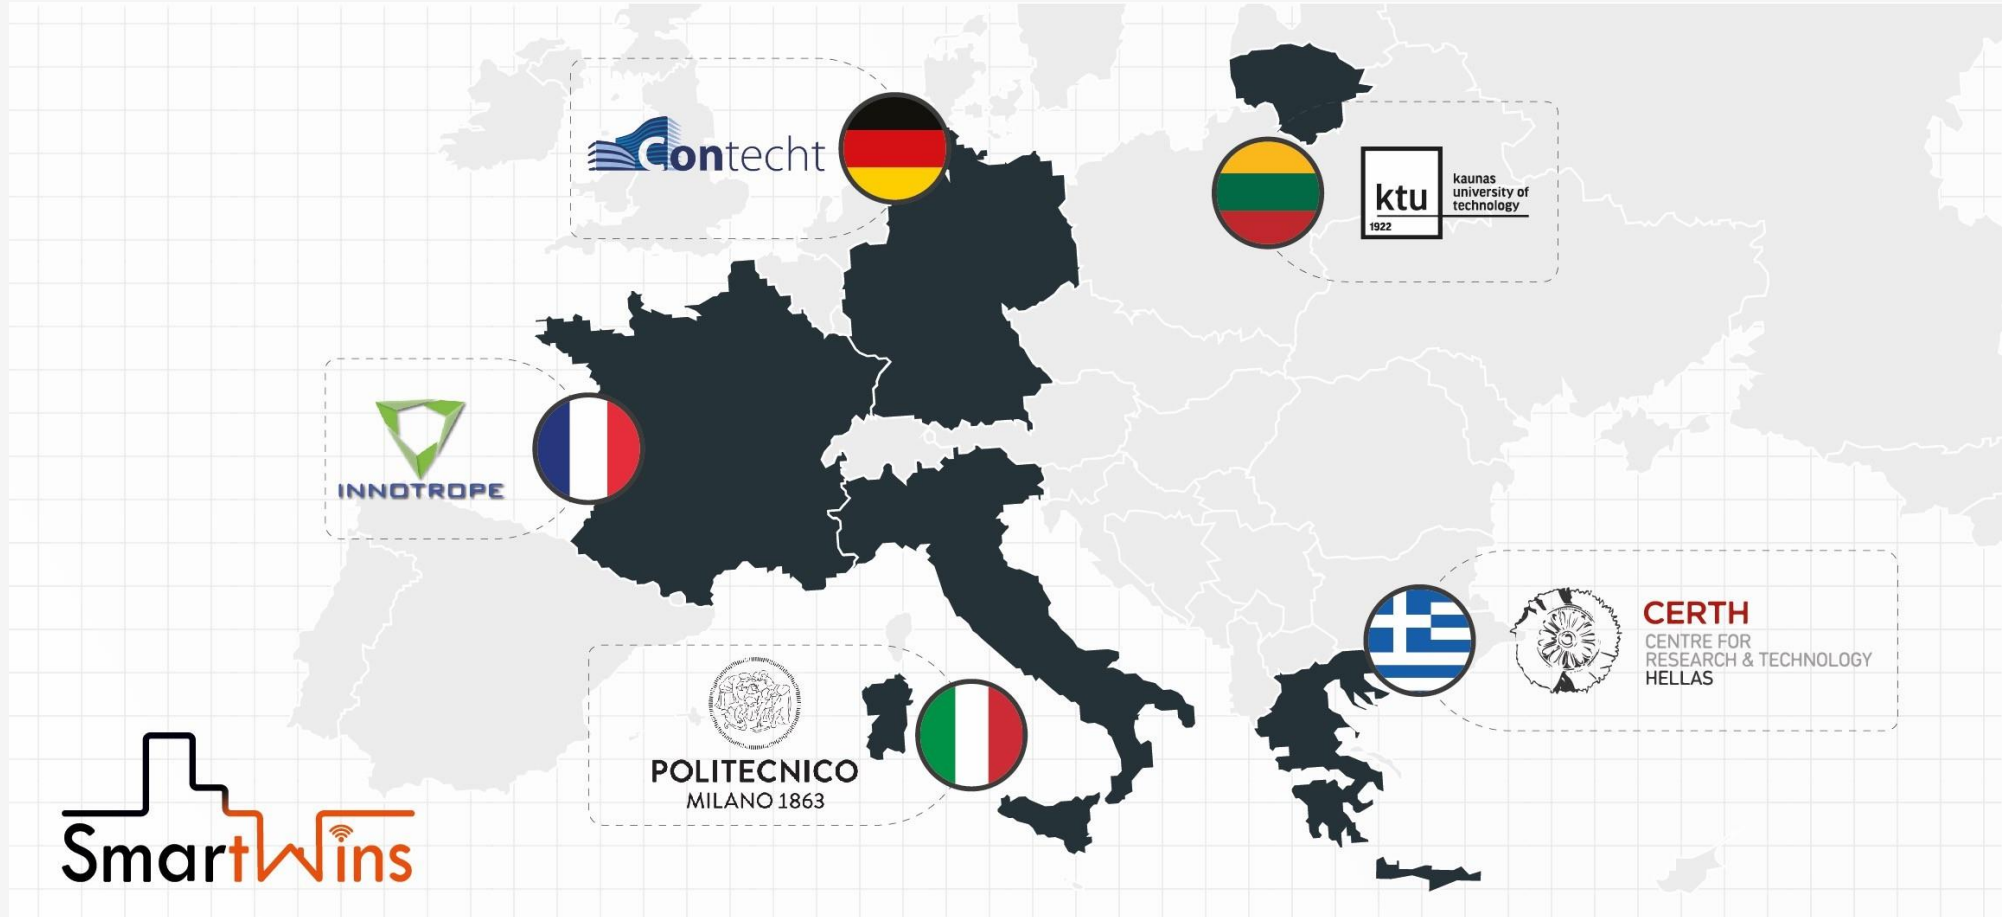 Contecht
ktu
1922
kaunas
university of
technology
INNOTROPE
CERTH
CENTRE FOR
RESEARCH & TECHNOLOGY
HELLAS
POLITECNICO
MILANO 1863
SmartWins